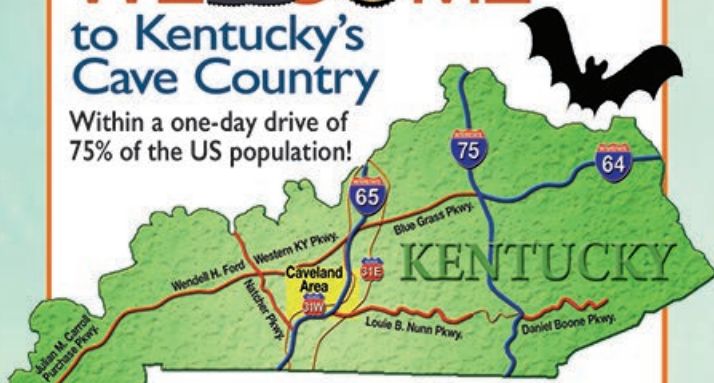 to Kentucky's
Cave Country
Within a one-day drive of
75% of the US population!
75
64
65
Blue Grass Pkwy.
KENTUCKY
Western KY Pkwy.
Wendell H. Ford
Caveland
Area
31E
31W
Natcher Pkwy.
Louie B. Nunn Pkwy.
Daniel Boone Pkwy.
Julian M. Carroll
Purchase Pkwy.